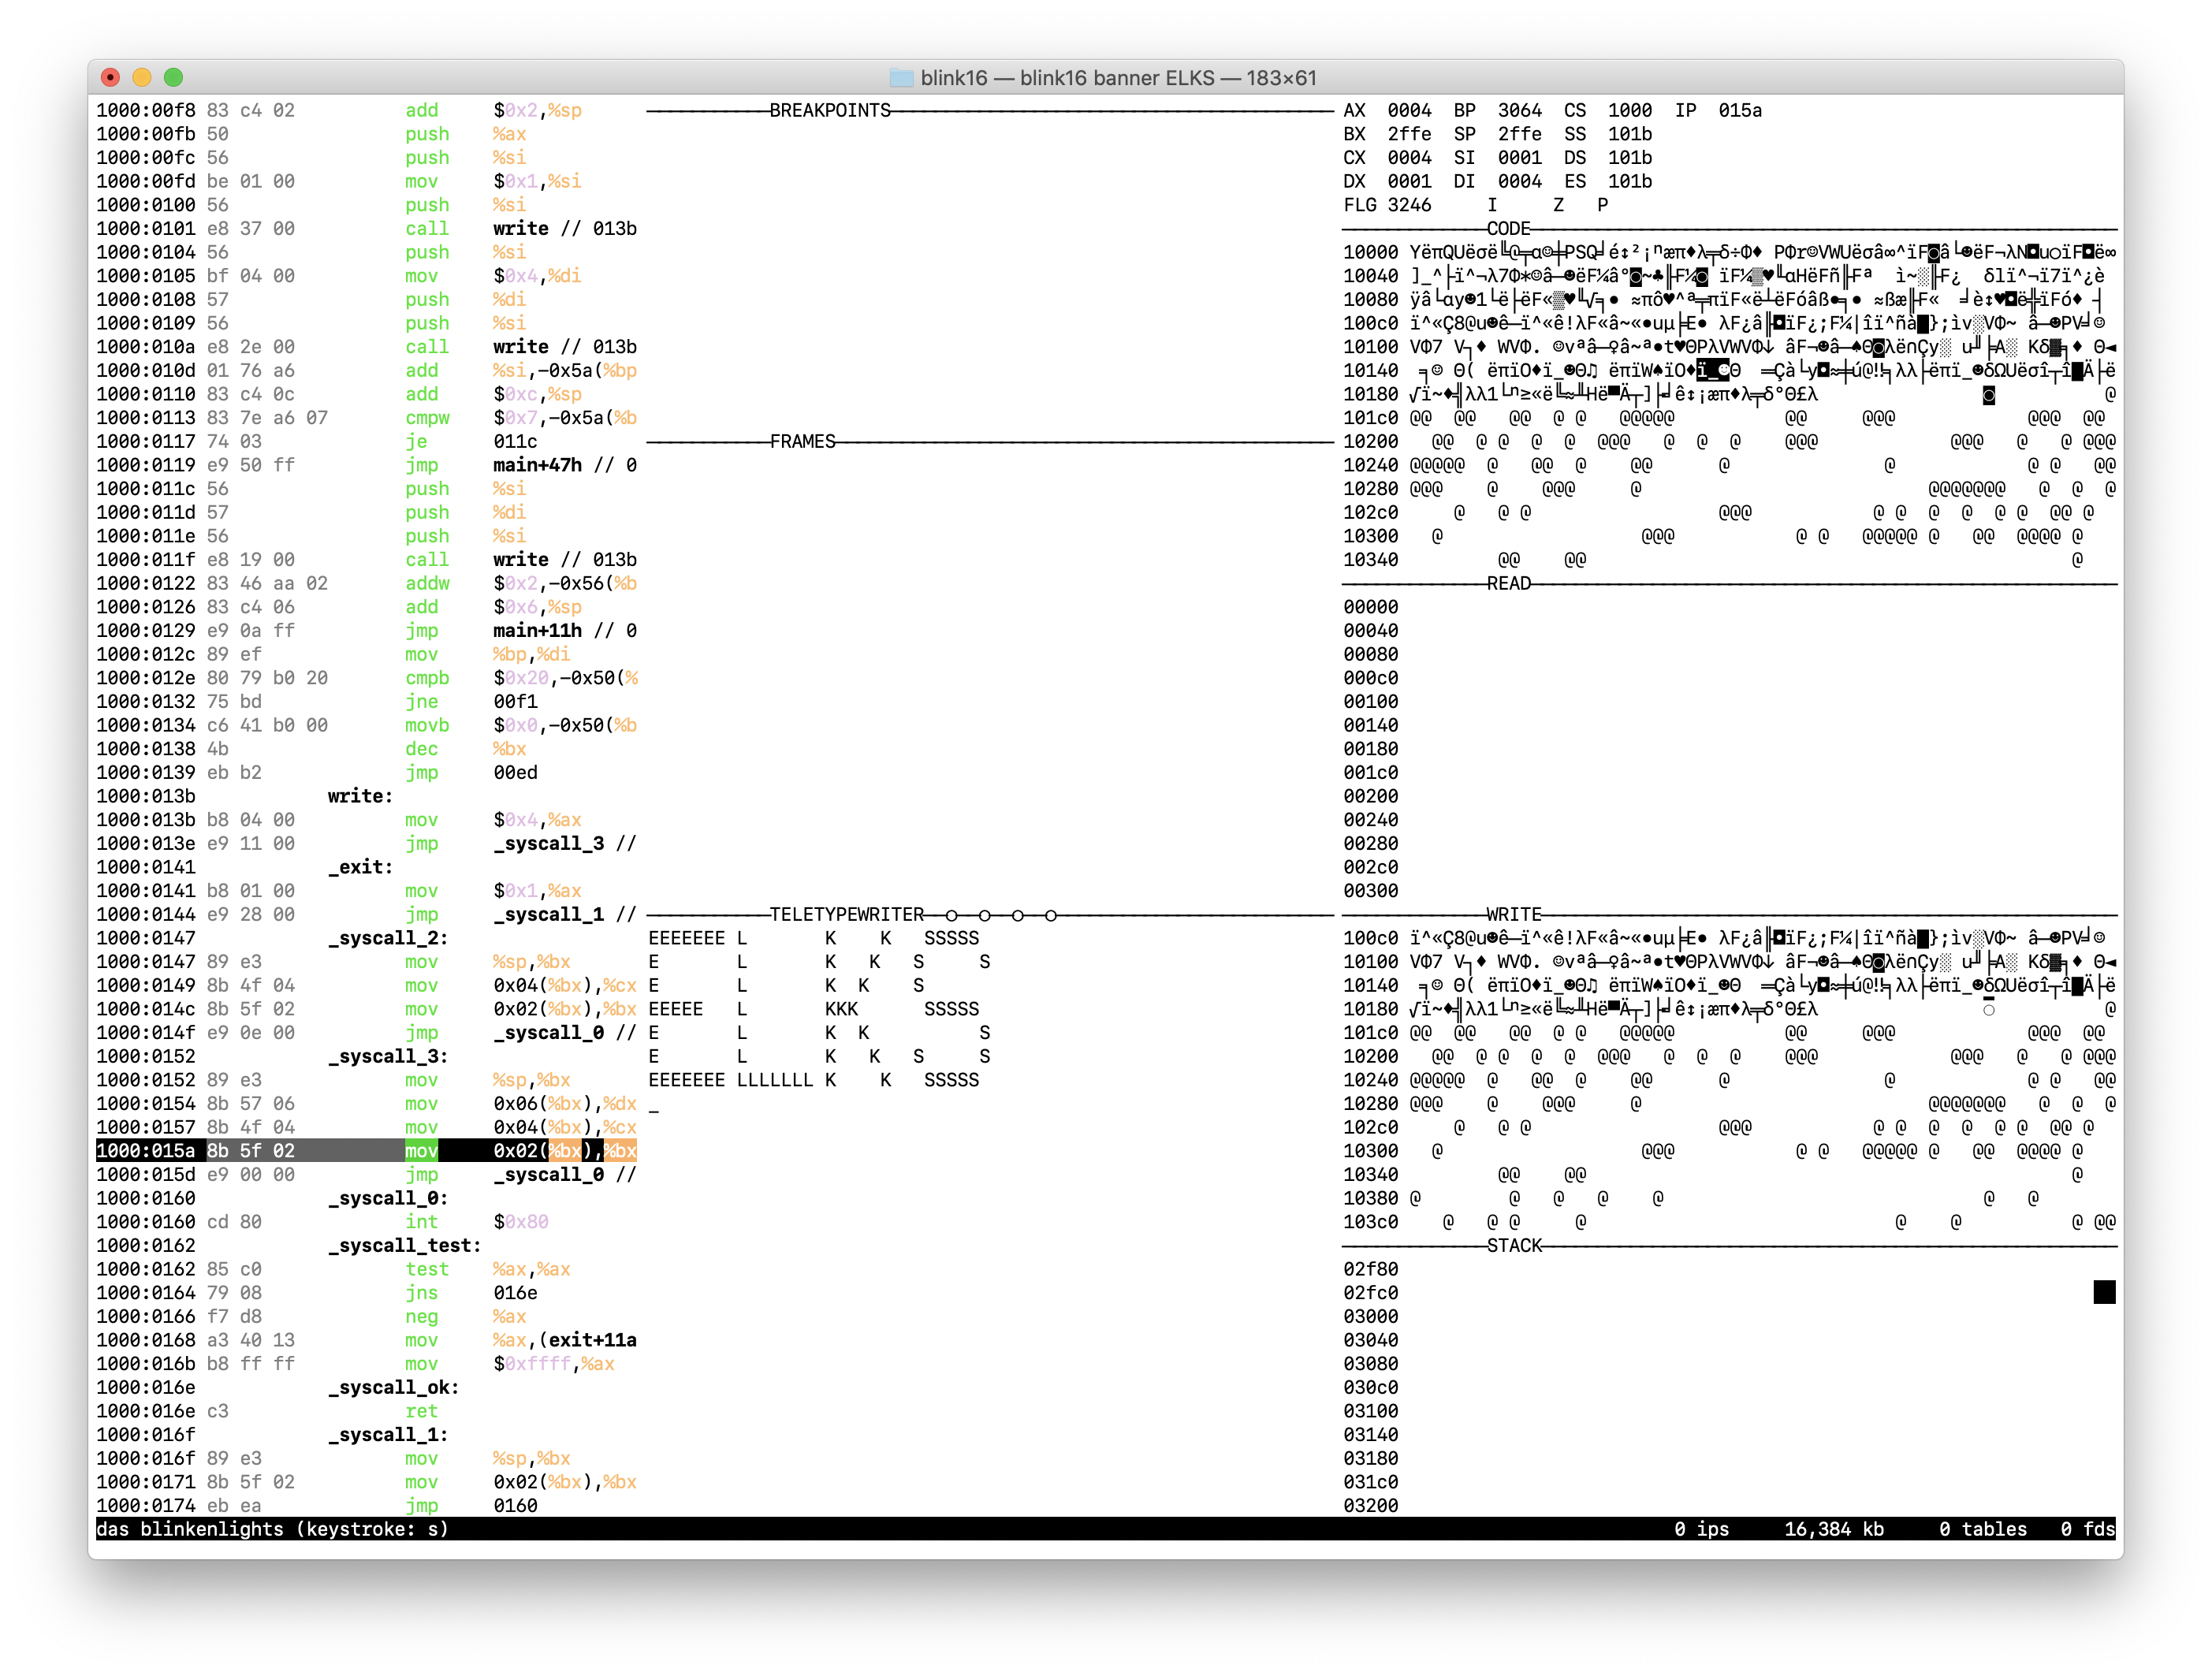 blink16 — blink16 banner ELKS — 183×61
1000:00f8 83 c4 02 add $0x2,%sp
1000:00fb 50 push %ax
1000:00fc 56 push %si
1000:00fd be 01 00 mov $0x1,%si
1000:0100 56 push %si
1000:0101 e8 37 00 call write // 013b
1000:0104 56 push %si
1000:0105 bf 04 00 mov $0x4,%di
1000:0108 57 push %di
1000:0109 56 push %si
1000:010a e8 2e 00 call write // 013b
1000:010d 01 76 a6 add %si,-0x5a(%bp
1000:0110 83 c4 0c add $0xc,%sp
1000:0113 83 7e a6 07 cmpw $0x7,-0x5a(%b
1000:0117 74 03 je 011c
1000:0119 e9 50 ff jmp main+47h // 0
1000:011c 56 push %si
1000:011d 57 push %di
1000:011e 56 push %si
1000:011f e8 19 00 call write // 013b
1000:0122 83 46 aa 02 addw $0x2,-0x56(%b
1000:0126 83 c4 06 add $0x6,%sp
1000:0129 e9 0a ff jmp main+11h // 0
1000:012c 89 ef mov %bp,%di
1000:012e 80 79 b0 20 cmpb $0x20,-0x50(%
1000:0132 75 bd jne 00f1
1000:0134 c6 41 b0 00 movb $0x0,-0x50(%b
1000:0138 4b dec %bx
1000:0139 eb b2 jmp 00ed
1000:013b write:
1000:013b b8 04 00 mov $0x4,%ax
1000:013e e9 11 00 jmp _syscall_3 //
1000:0141 _exit:
1000:0141 b8 01 00 mov $0x1,%ax
1000:0144 e9 28 00 jmp _syscall_1 //
1000:0147 _syscall_2:
1000:0147 89 e3 mov %sp,%bx
1000:0149 8b 4f 04 mov 0x04(%bx),%cx
1000:014c 8b 5f 02 mov 0x02(%bx),%bx
1000:014f e9 0e 00 jmp _syscall_0 //
1000:0152 _syscall_3:
1000:0152 89 e3 mov %sp,%bx
1000:0154 8b 57 06 mov 0x06(%bx),%dx
1000:0157 8b 4f 04 mov 0x04(%bx),%cx
1000:015a 8b 5f 02 mov 0x02(%bx),%bx
1000:015d e9 00 00 jmp _syscall_0 //
1000:0160 _syscall_0:
1000:0160 cd 80 int $0x80
1000:0162 _syscall_test:
1000:0162 85 c0 test %ax,%ax
1000:0164 79 08 jns 016e
1000:0166 f7 d8 neg %ax
1000:0168 a3 40 13 mov %ax,(exit+11a
1000:016b b8 ff ff mov $0xffff,%ax
1000:016e _syscall_ok:
1000:016e c3 ret
1000:016f _syscall_1:
1000:016f 89 e3 mov %sp,%bx
1000:0171 8b 5f 02 mov 0x02(%bx),%bx
1000:0174 eb ea jmp 0160
BREAKPOINTS
FRAMES
TELETYPEWRITER
EEEEEEE L       K    K   SSSSS
E       L       K   K   S     S
E       L       K  K    S
EEEEE   L       KKK      SSSSS
E       L       K  K          S
E       L       K   K   S     S
EEEEEEE LLLLLLL K    K   SSSSS
_
AX 0004 BP 3064 CS 1000 IP 015a
BX 2ffe SP 2ffe SS 101b
CX 0004 SI 0001 DS 101b
DX 0001 DI 0004 ES 101b
FLG 3246 I Z P
CODE
10000
10040
10080
100c0
10100
10140
10180
101c0 @@  @@   @@  @ @   @@@@@          @@     @@@            @@@  @@
10200   @@  @ @  @  @  @@@   @  @  @    @@@            @@@   @   @ @@@
10240 @@@@@  @   @@  @    @@      @              @            @ @   @@
10280 @@@    @    @@@     @                          @@@@@@@   @  @  @
102c0     @   @ @                 @@@           @ @  @  @  @ @  @@ @
10300   @                  @@@           @ @   @@@@@ @   @@  @@@@ @
10340         @@    @@                                            @
READ
00000
00040
00080
000c0
00100
00140
00180
001c0
00200
00240
00280
002c0
00300
WRITE
100c0
10100
10140
10180
101c0 @@  @@   @@  @ @   @@@@@          @@     @@@            @@@  @@
10200   @@  @ @  @  @  @@@   @  @  @    @@@            @@@   @   @ @@@
10240 @@@@@  @   @@  @    @@      @              @            @ @   @@
10280 @@@    @    @@@     @                          @@@@@@@   @  @  @
102c0     @   @ @                 @@@           @ @  @  @  @ @  @@ @
10300   @                  @@@           @ @   @@@@@ @   @@  @@@@ @
10340         @@    @@                                            @
10380 @        @   @   @    @                             @   @
103c0    @   @ @     @                            @    @          @ @@
STACK
02f80
02fc0
03000
03040
03080
030c0
03100
03140
03180
031c0
03200
das blinkenlights (keystroke: s) 0 ips 16,384 kb 0 tables 0 fds